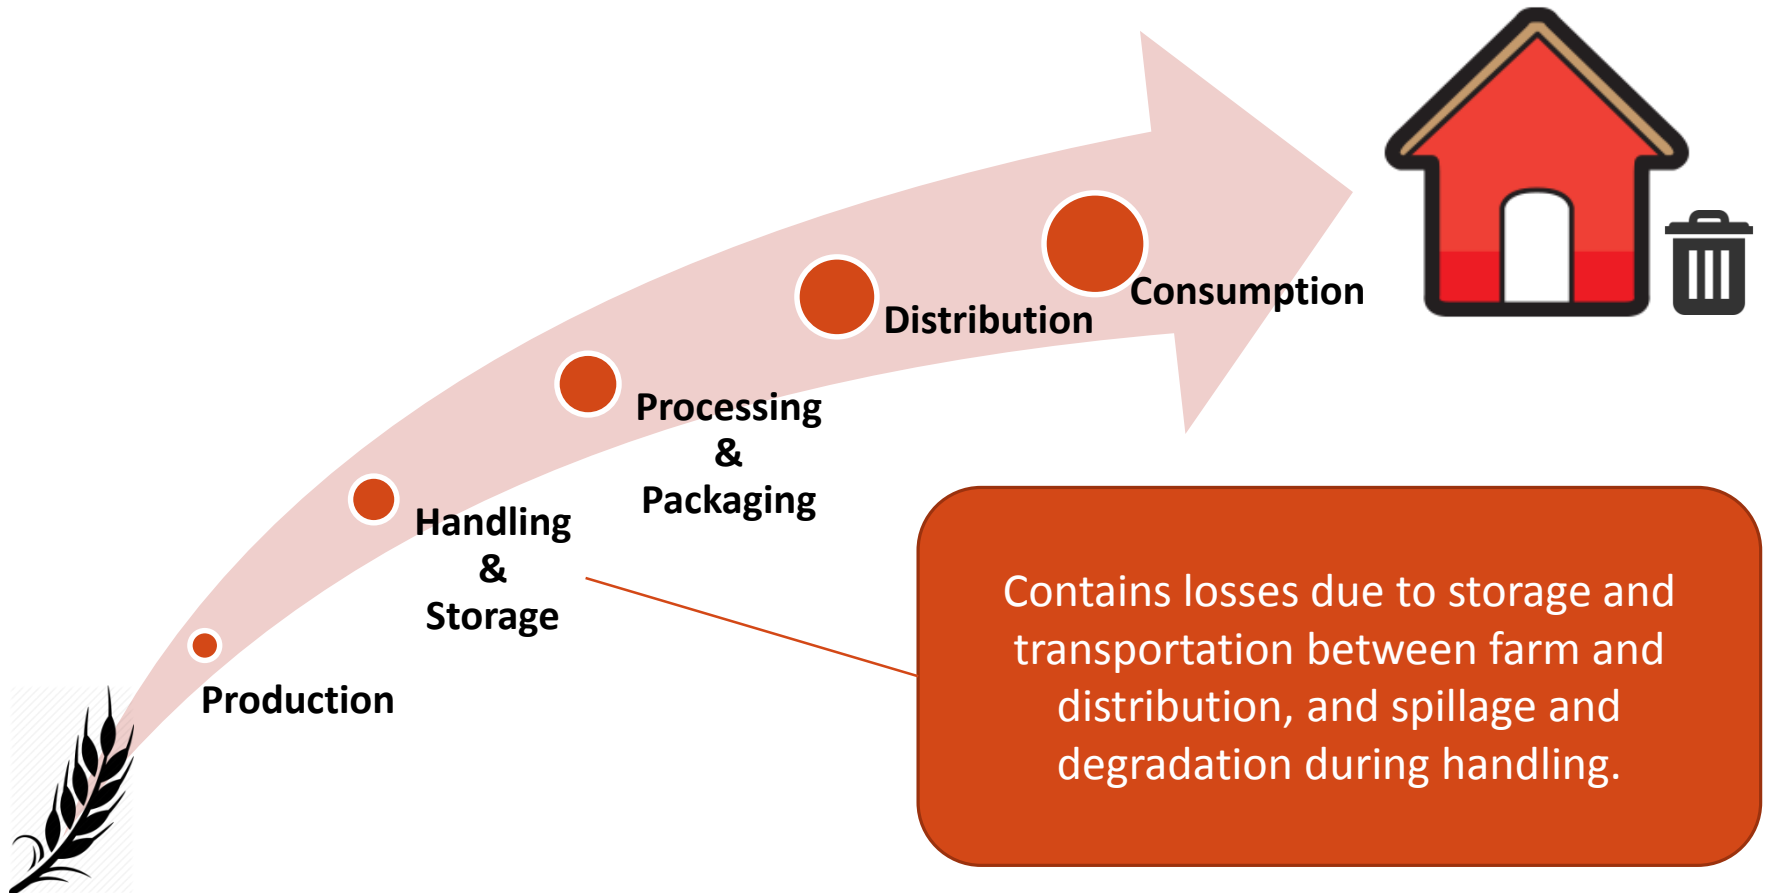 Production
Handling
&
Storage
Processing
&
Packaging
Distribution
Consumption
Contains losses due to storage and
transportation between farm and
distribution, and spillage and
degradation during handling.